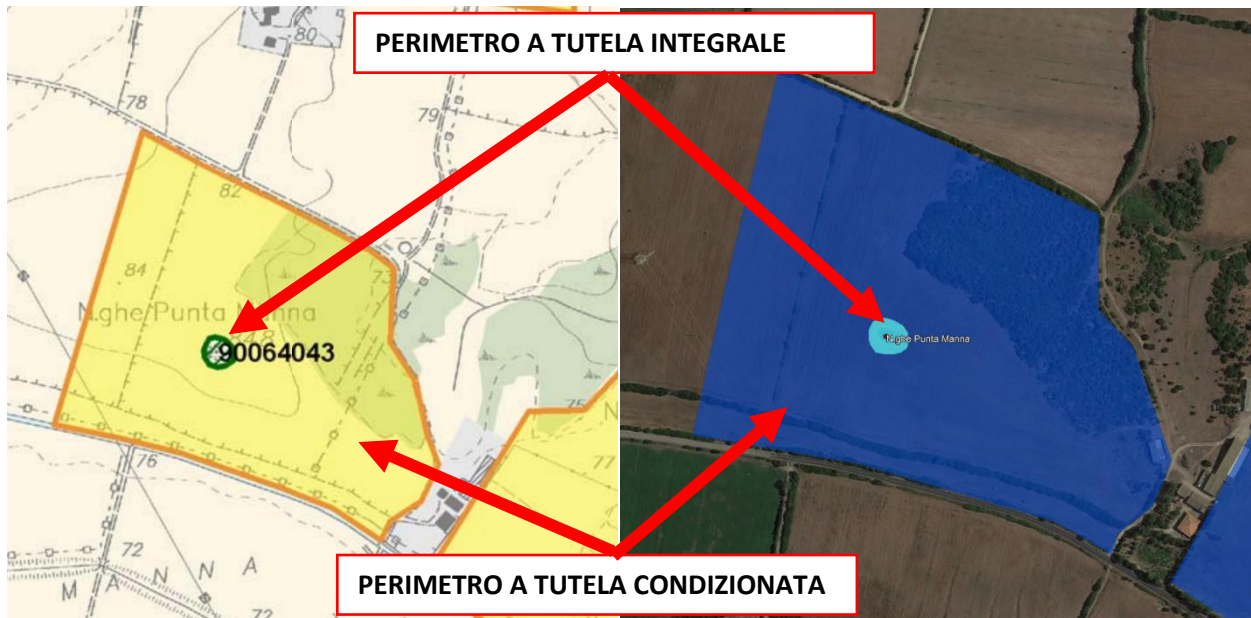 PERIMETRO A TUTELA INTEGRALE
80
78
79
82
73
84
N.ghe Punta Manna
90064043
N.ghe Punta Manna
75
N
77
76
72
M A N N A
72
PERIMETRO A TUTELA CONDIZIONATA